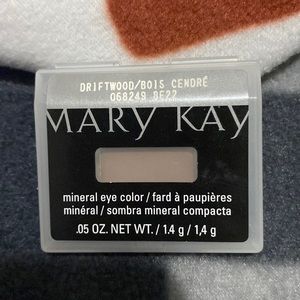 DRIFTWOOD/BOIS CENDRÉ
068249 DE22
MARY KAY
mineral eye color / fard à paupières
minéral / sombra mineral compacta
.05 OZ. NET WT. / 1.4 g / 1,4 g